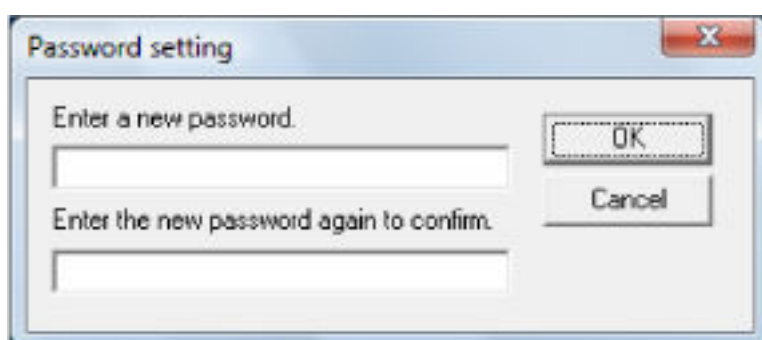 Password setting
Enter a new password.
OK
Cancel
Enter the new password again to confirm.